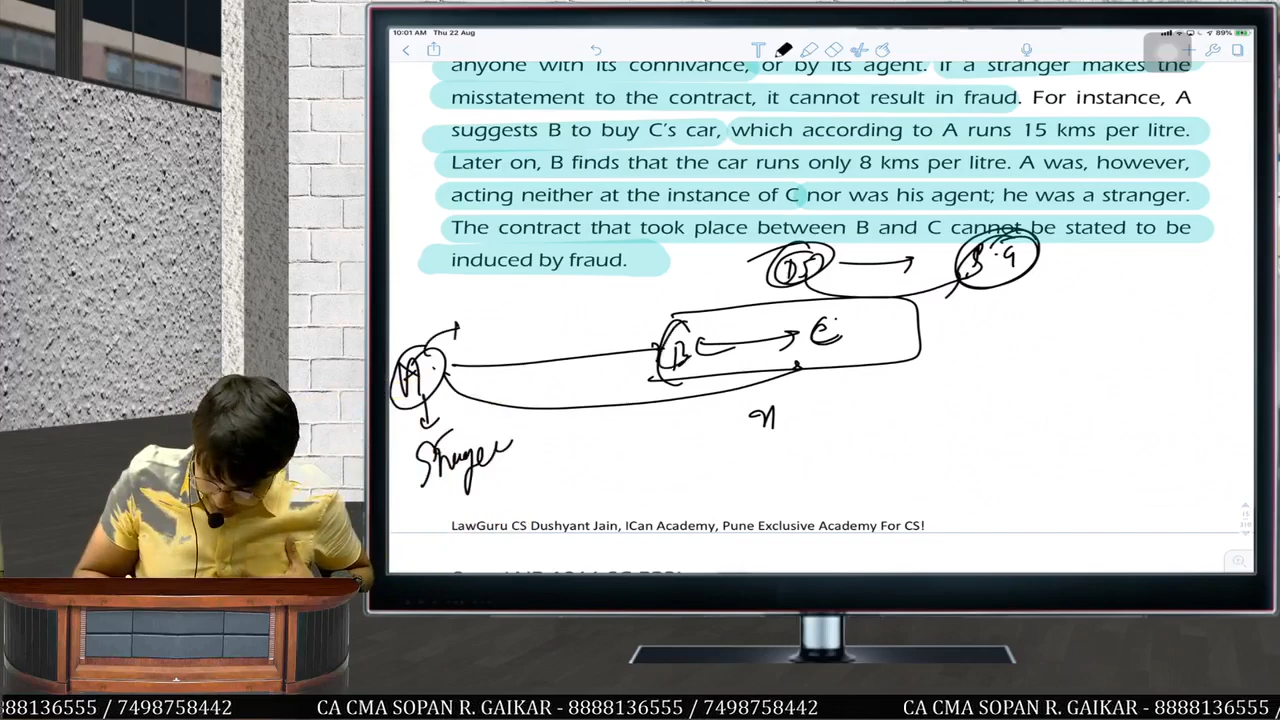 10:01 AM Thu 22 Aug
89%
anyone with its connivance, or by its agent. If a stranger makes the
misstatement to the contract, it cannot result in fraud. For instance, A
suggests B to buy C's car, which according to A runs 15 kms per litre.
Later on, B finds that the car runs only 8 kms per litre. A was, however,
acting neither at the instance of C nor was his agent; he was a stranger.
The contract that took place between B and C cannot be stated to be
induced by fraud.
B C
A
Stranger
LawGuru CS Dushyant Jain, ICan Academy, Pune Exclusive Academy For CS!
8888136555 / 7498758442 CA CMA SOPAN R. GAIKAR - 8888136555 / 7498758442 CA CMA SOPAN R. GAIKAR - 8888136555 /